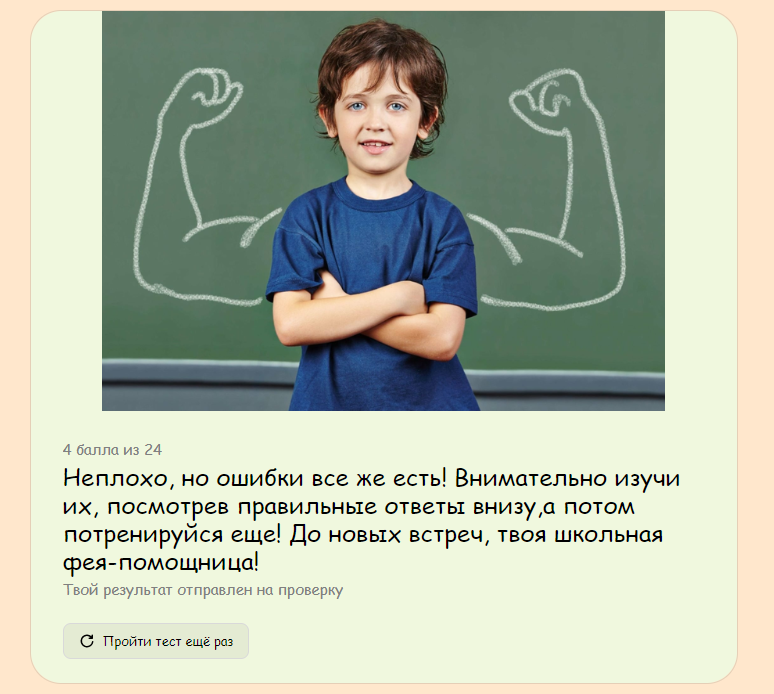 4 балла из 24
Неплохо, но ошибки все же есть! Внимательно изучи
их, посмотрев правильные ответы внизу,а потом
потренируйся еще! До новых встреч, твоя школьная
фея-помощница!
Твой результат отправлен на проверку
Пройти тест ещё раз